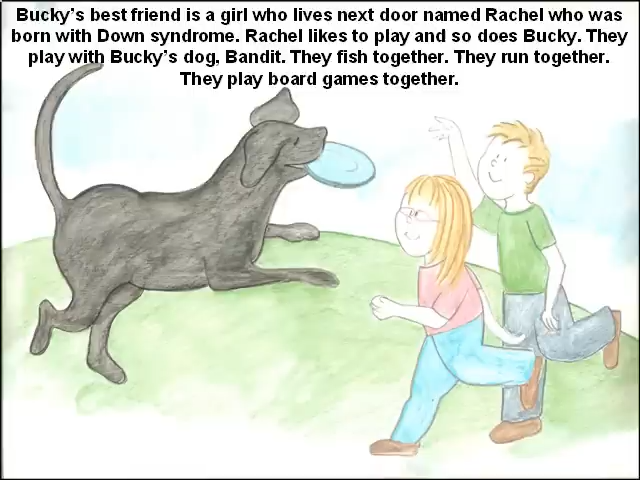 Bucky's best friend is a girl who lives next door named Rachel who was
born with Down syndrome. Rachel likes to play and so does Bucky. They
play with Bucky's dog, Bandit. They fish together. They run together.
They play board games together.